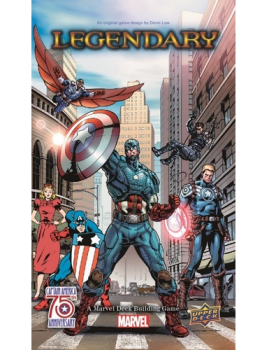 An original game design by Devin Low
LEGENDARY
CAPTAIN AMERICA
75TH
ANNIVERSARY
A Marvel Deck Building Game
MARVEL
UPPER
DECK